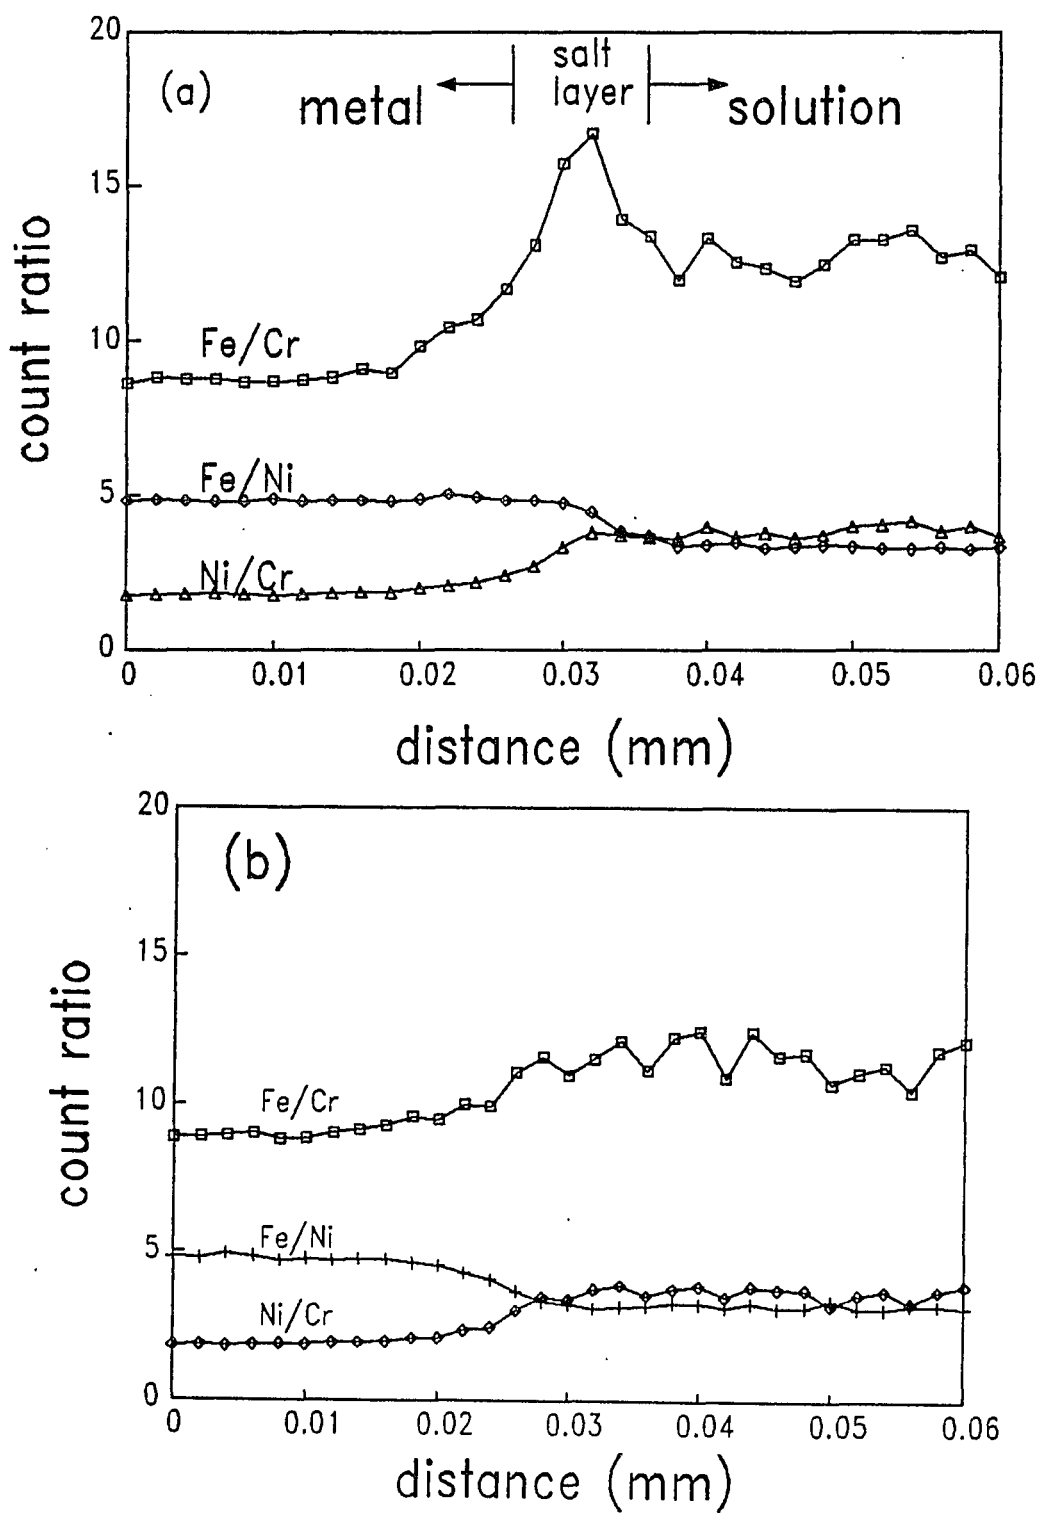 20
(a)
salt
layer
metal
solution
15
count ratio
10
Fe/Cr
5
Fe/Ni
Ni/Cr
0
0 0.01 0.02 0.03 0.04 0.05 0.06
distance (mm)
20
(b)
15
count ratio
10
Fe/Cr
5
Fe/Ni
Ni/Cr
0
0 0.01 0.02 0.03 0.04 0.05 0.06
distance (mm)